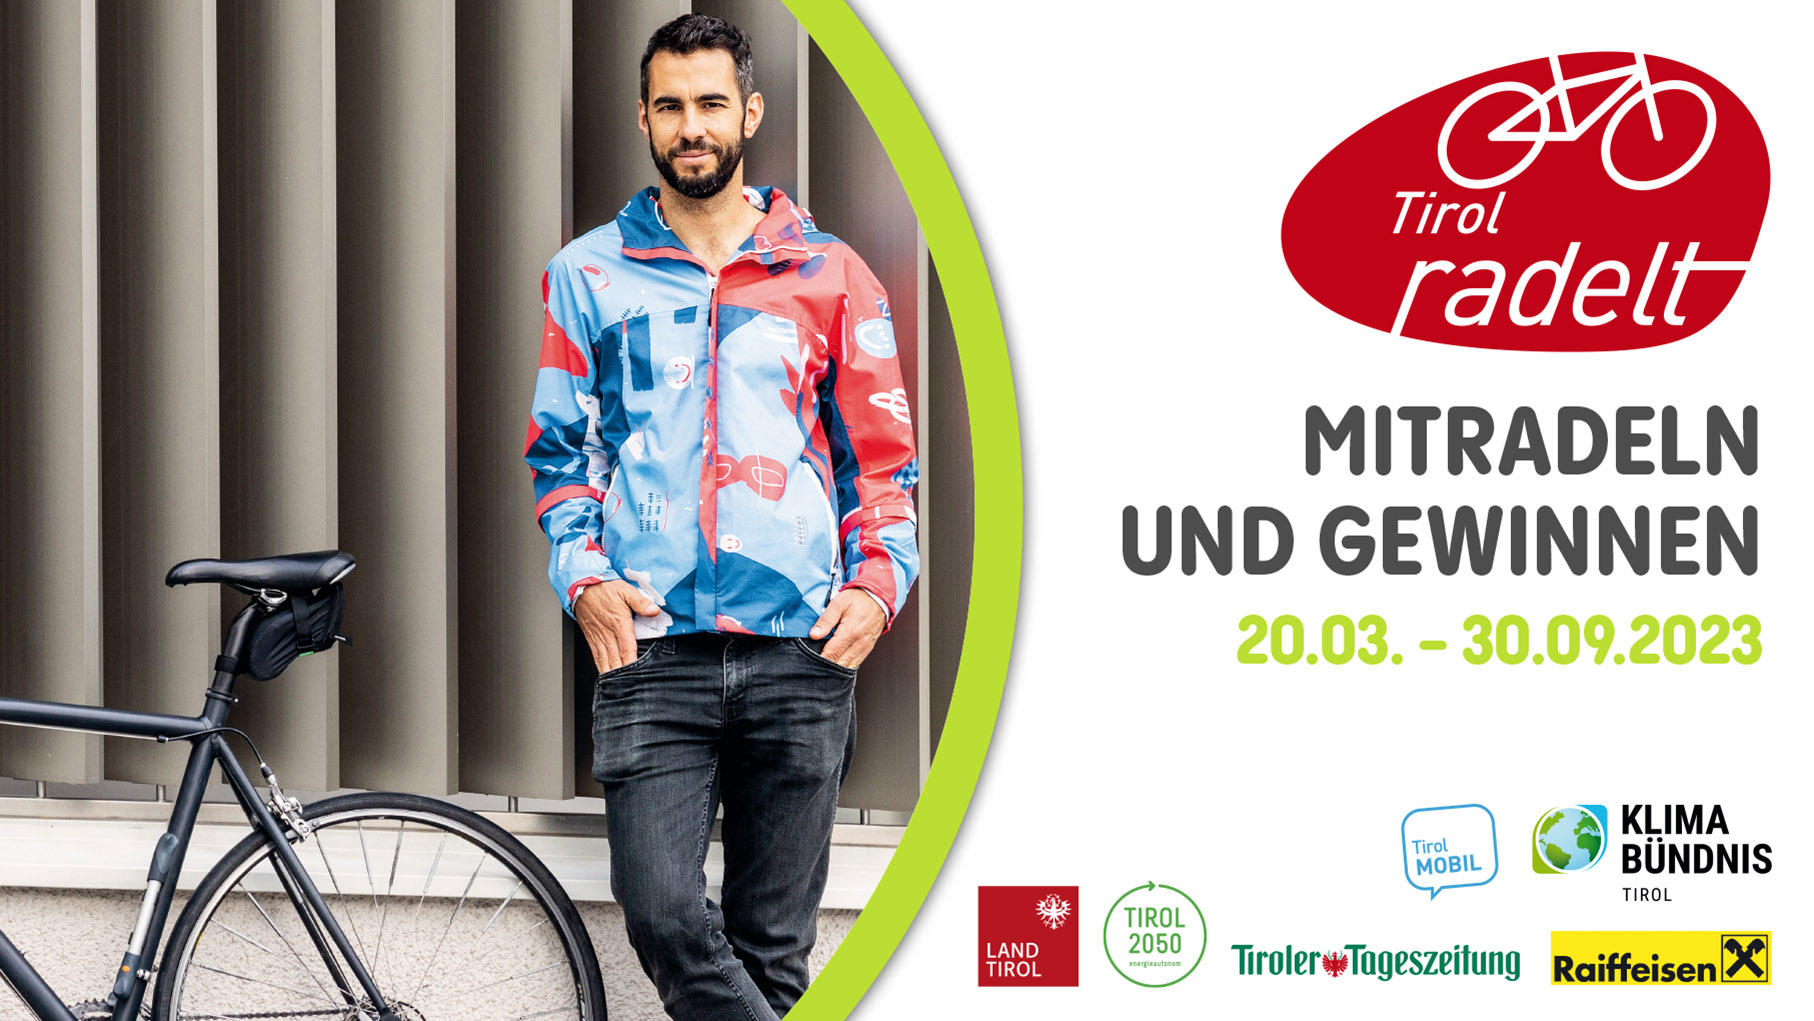 Tirol
radelt
MITRADELN
UND GEWINNEN
20.03. – 30.09.2023
Tirol
MOBIL
KLIMA
BÜNDNIS
TIROL
LAND
TIROL
TIROL
2050
energieautonom
Tiroler Tageszeitung
Raiffeisen